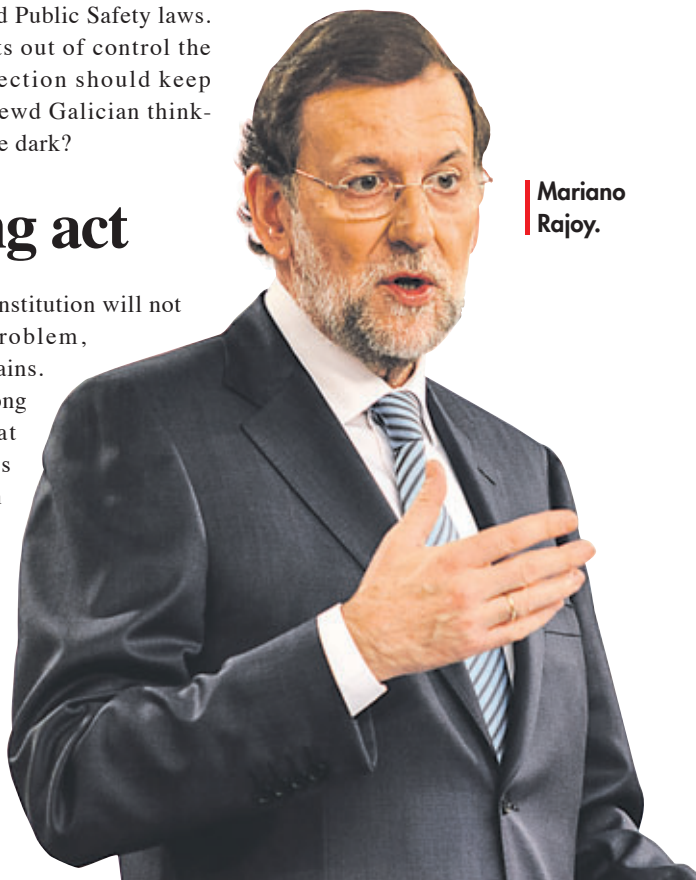 d Public Safety laws.
ts out of control the
ection should keep
ewd Galician think-
e dark?
ng act
nstitution will not
roblem,
ains.
ong
at
s
Mariano
Rajoy.